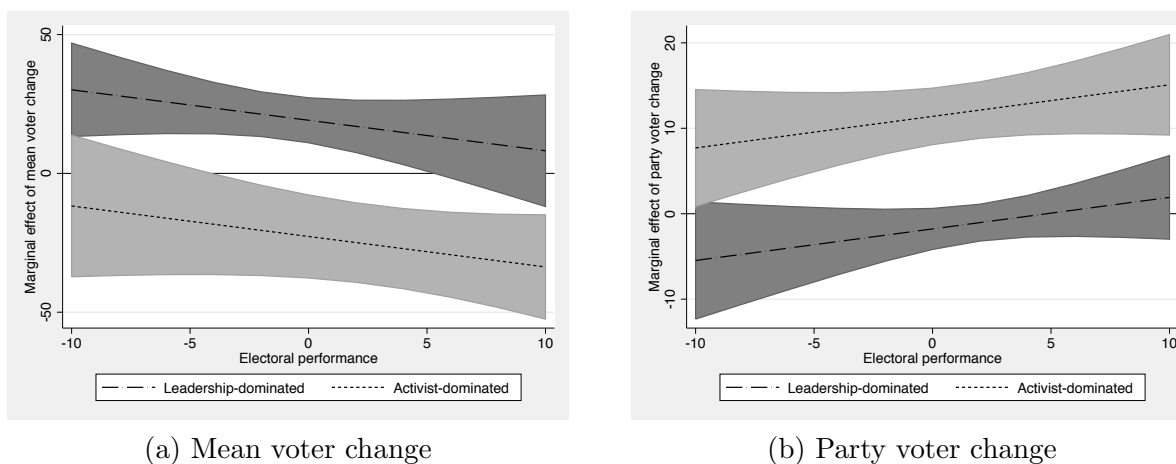 Marginal effect of mean voter change
50
0
-50
-10 -5 0 5 10
Electoral performance
Leadership-dominated Activist-dominated
(a) Mean voter change
Marginal effect of party voter change
20
10
0
-10
-10 -5 0 5 10
Electoral performance
Leadership-dominated Activist-dominated
(b) Party voter change